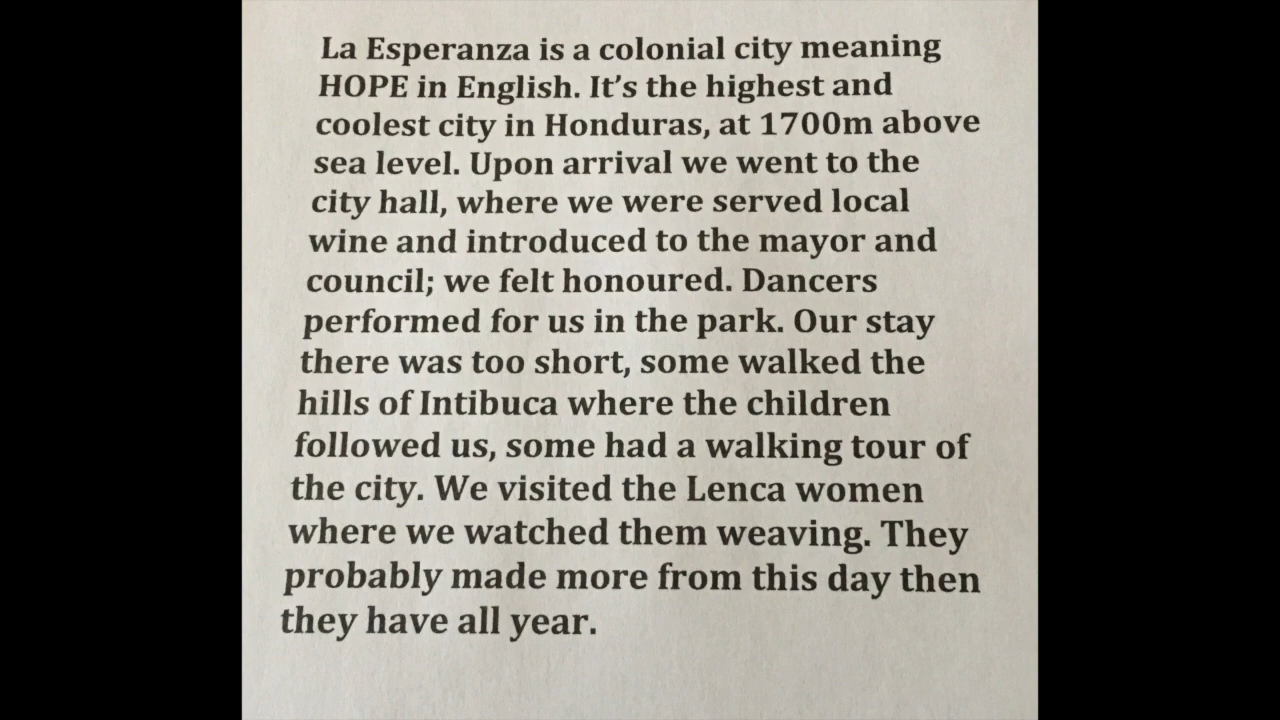 La Esperanza is a colonial city meaning
HOPE in English. It's the highest and
coolest city in Honduras, at 1700m above
sea level. Upon arrival we went to the
city hall, where we were served local
wine and introduced to the mayor and
council; we felt honoured. Dancers
performed for us in the park. Our stay
there was too short, some walked the
hills of Intibuca where the children
followed us, some had a walking tour of
the city. We visited the Lenca women
where we watched them weaving. They
probably made more from this day then
they have all year.